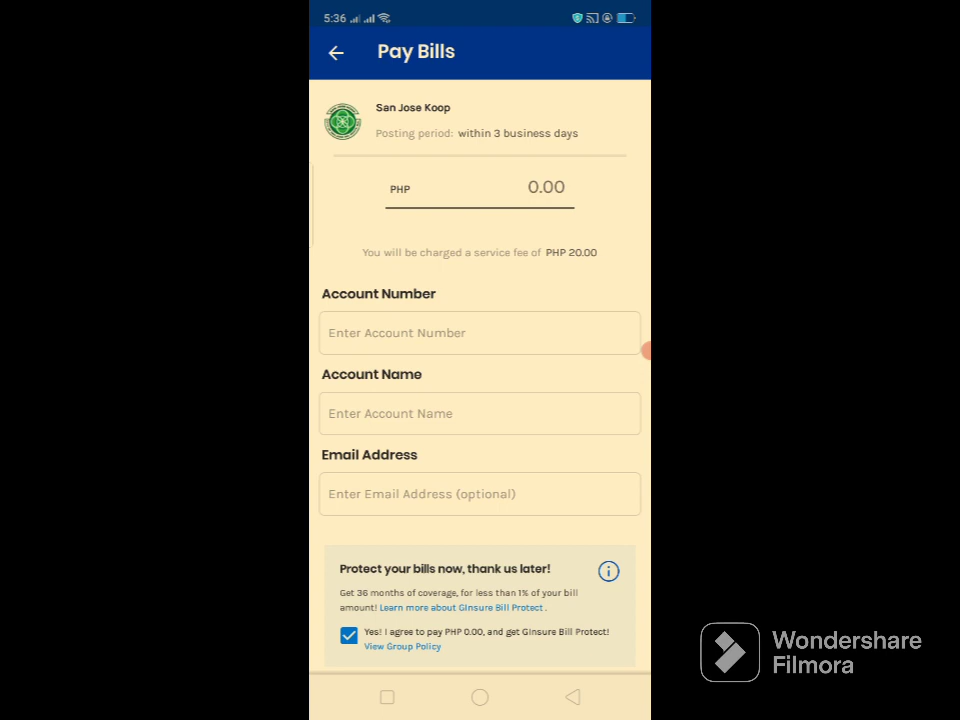 5:36
Pay Bills
San Jose Koop
Posting period: within 3 business days
PHP 0.00
You will be charged a service fee of PHP 20.00
Account Number
Enter Account Number
Account Name
Enter Account Name
Email Address
Enter Email Address (optional)
Protect your bills now, thank us later!
Get 36 months of coverage, for less than 1% of your bill
amount! Learn more about GInsure Bill Protect .
Yes! I agree to pay PHP 0.00, and get GInsure Bill Protect!
View Group Policy
Wondershare
Filmora